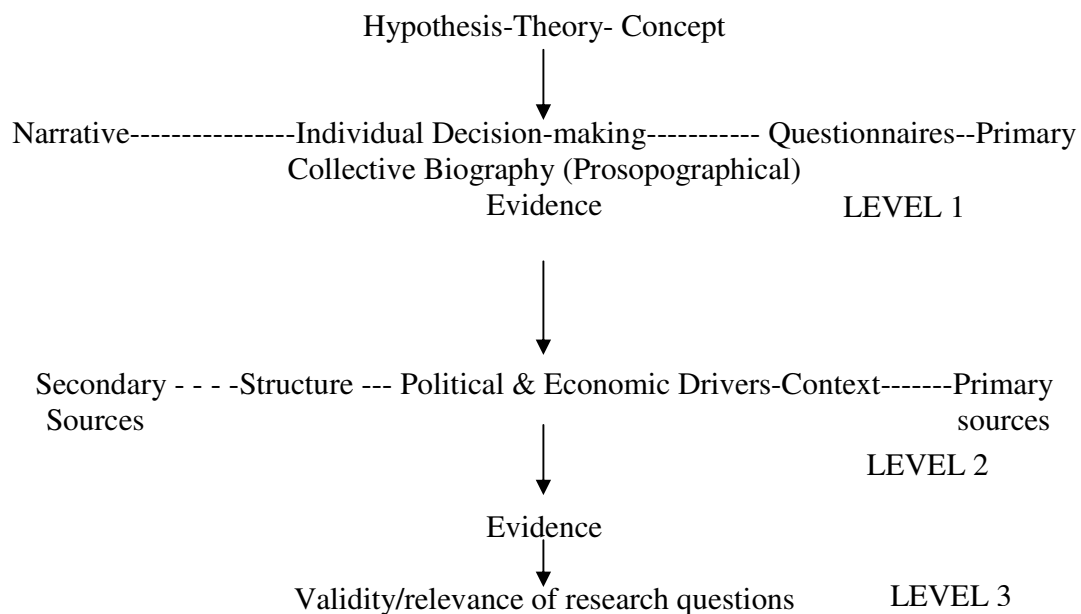 Hypothesis-Theory- Concept
Narrative----------------Individual Decision-making----------- Questionnaires--Primary
Collective Biography (Prosopographical)
Evidence LEVEL 1
Secondary - - - -Structure --- Political & Economic Drivers-Context-------Primary
Sources sources
LEVEL 2
Evidence
Validity/relevance of research questions LEVEL 3